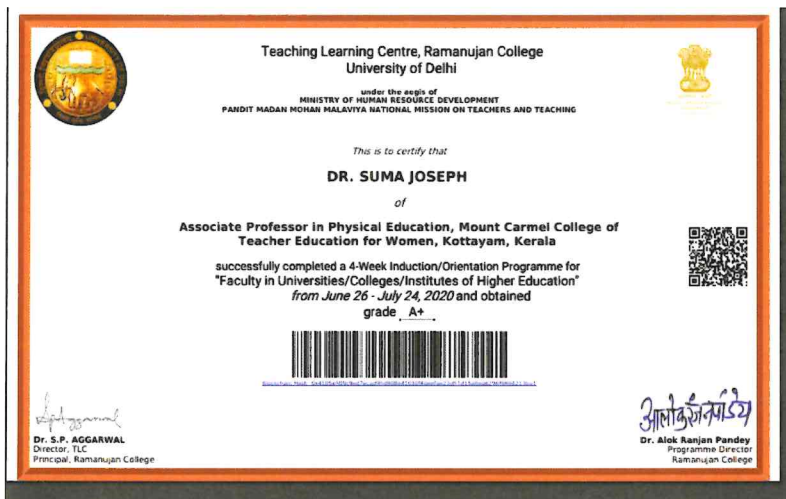 Teaching Learning Centre, Ramanujan College
University of Delhi
under the aegis of
MINISTRY OF HUMAN RESOURCE DEVELOPMENT
PANDIT MADAN MOHAN MALAVIYA NATIONAL MISSION ON TEACHERS AND TEACHING
This is to certify that
DR. SUMA JOSEPH
of
Associate Professor in Physical Education, Mount Carmel College of
Teacher Education for Women, Kottayam, Kerala
successfully completed a 4-Week Induction/Orientation Programme for
"Faculty in Universities/Colleges/Institutes of Higher Education"
from June 26 - July 24, 2020 and obtained
grade A+
Dr. S.P. AGGARWAL
Director, TLC
Principal, Ramanujan College
आलोक रंजन पांडेय
Dr. Alok Ranjan Pandey
Programme Director
Ramanujan College